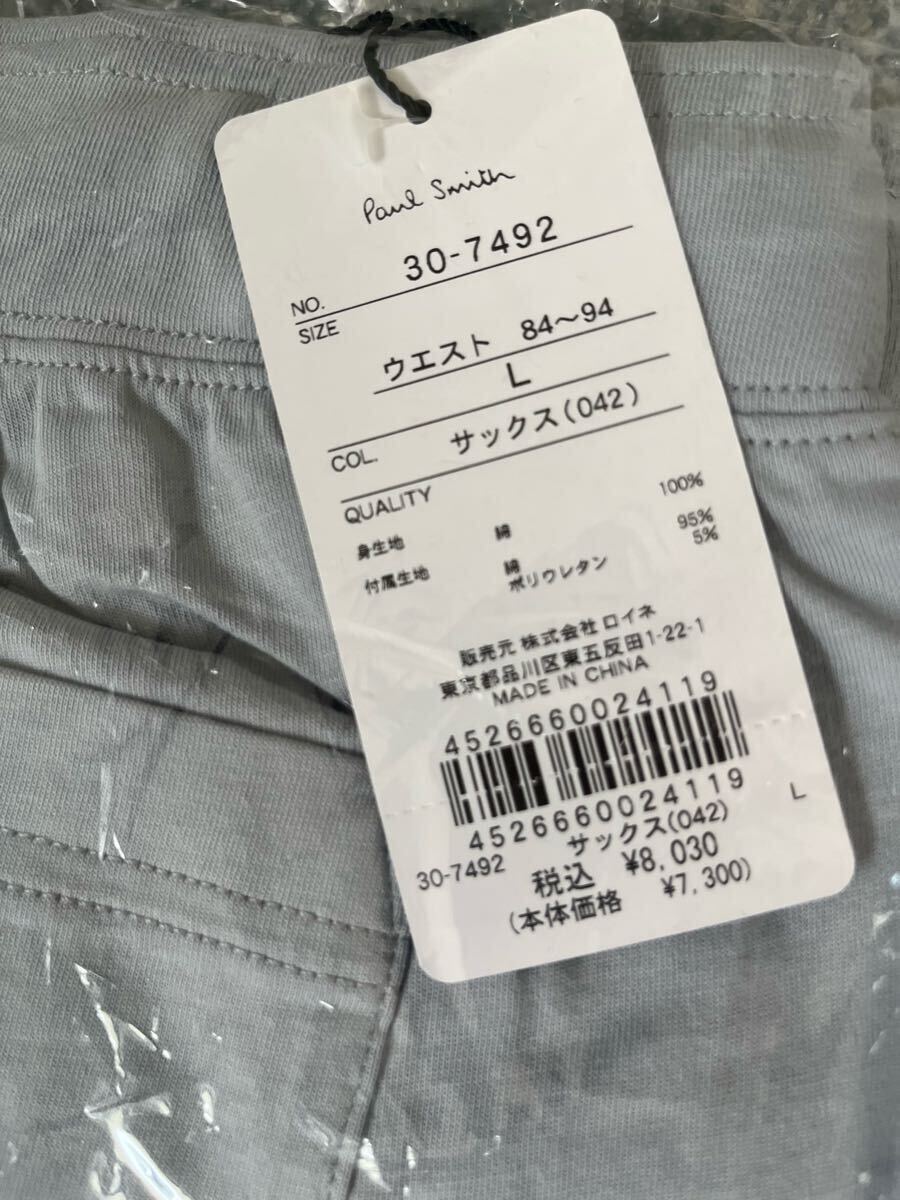 Paul Smith
NO. 30-7492
SIZE
ウエスト 84～94
L
COL. サックス(042)
QUALITY
身生地 綿 100%
付属生地 綿 95%
ポリウレタン 5%
販売元 株式会社 ロイネ
東京都品川区東五反田1-22-1
MADE IN CHINA
4526660024119
4526660024119
サックス(042) L
30-7492
税込 ¥8,030
(本体価格 ¥7,300)